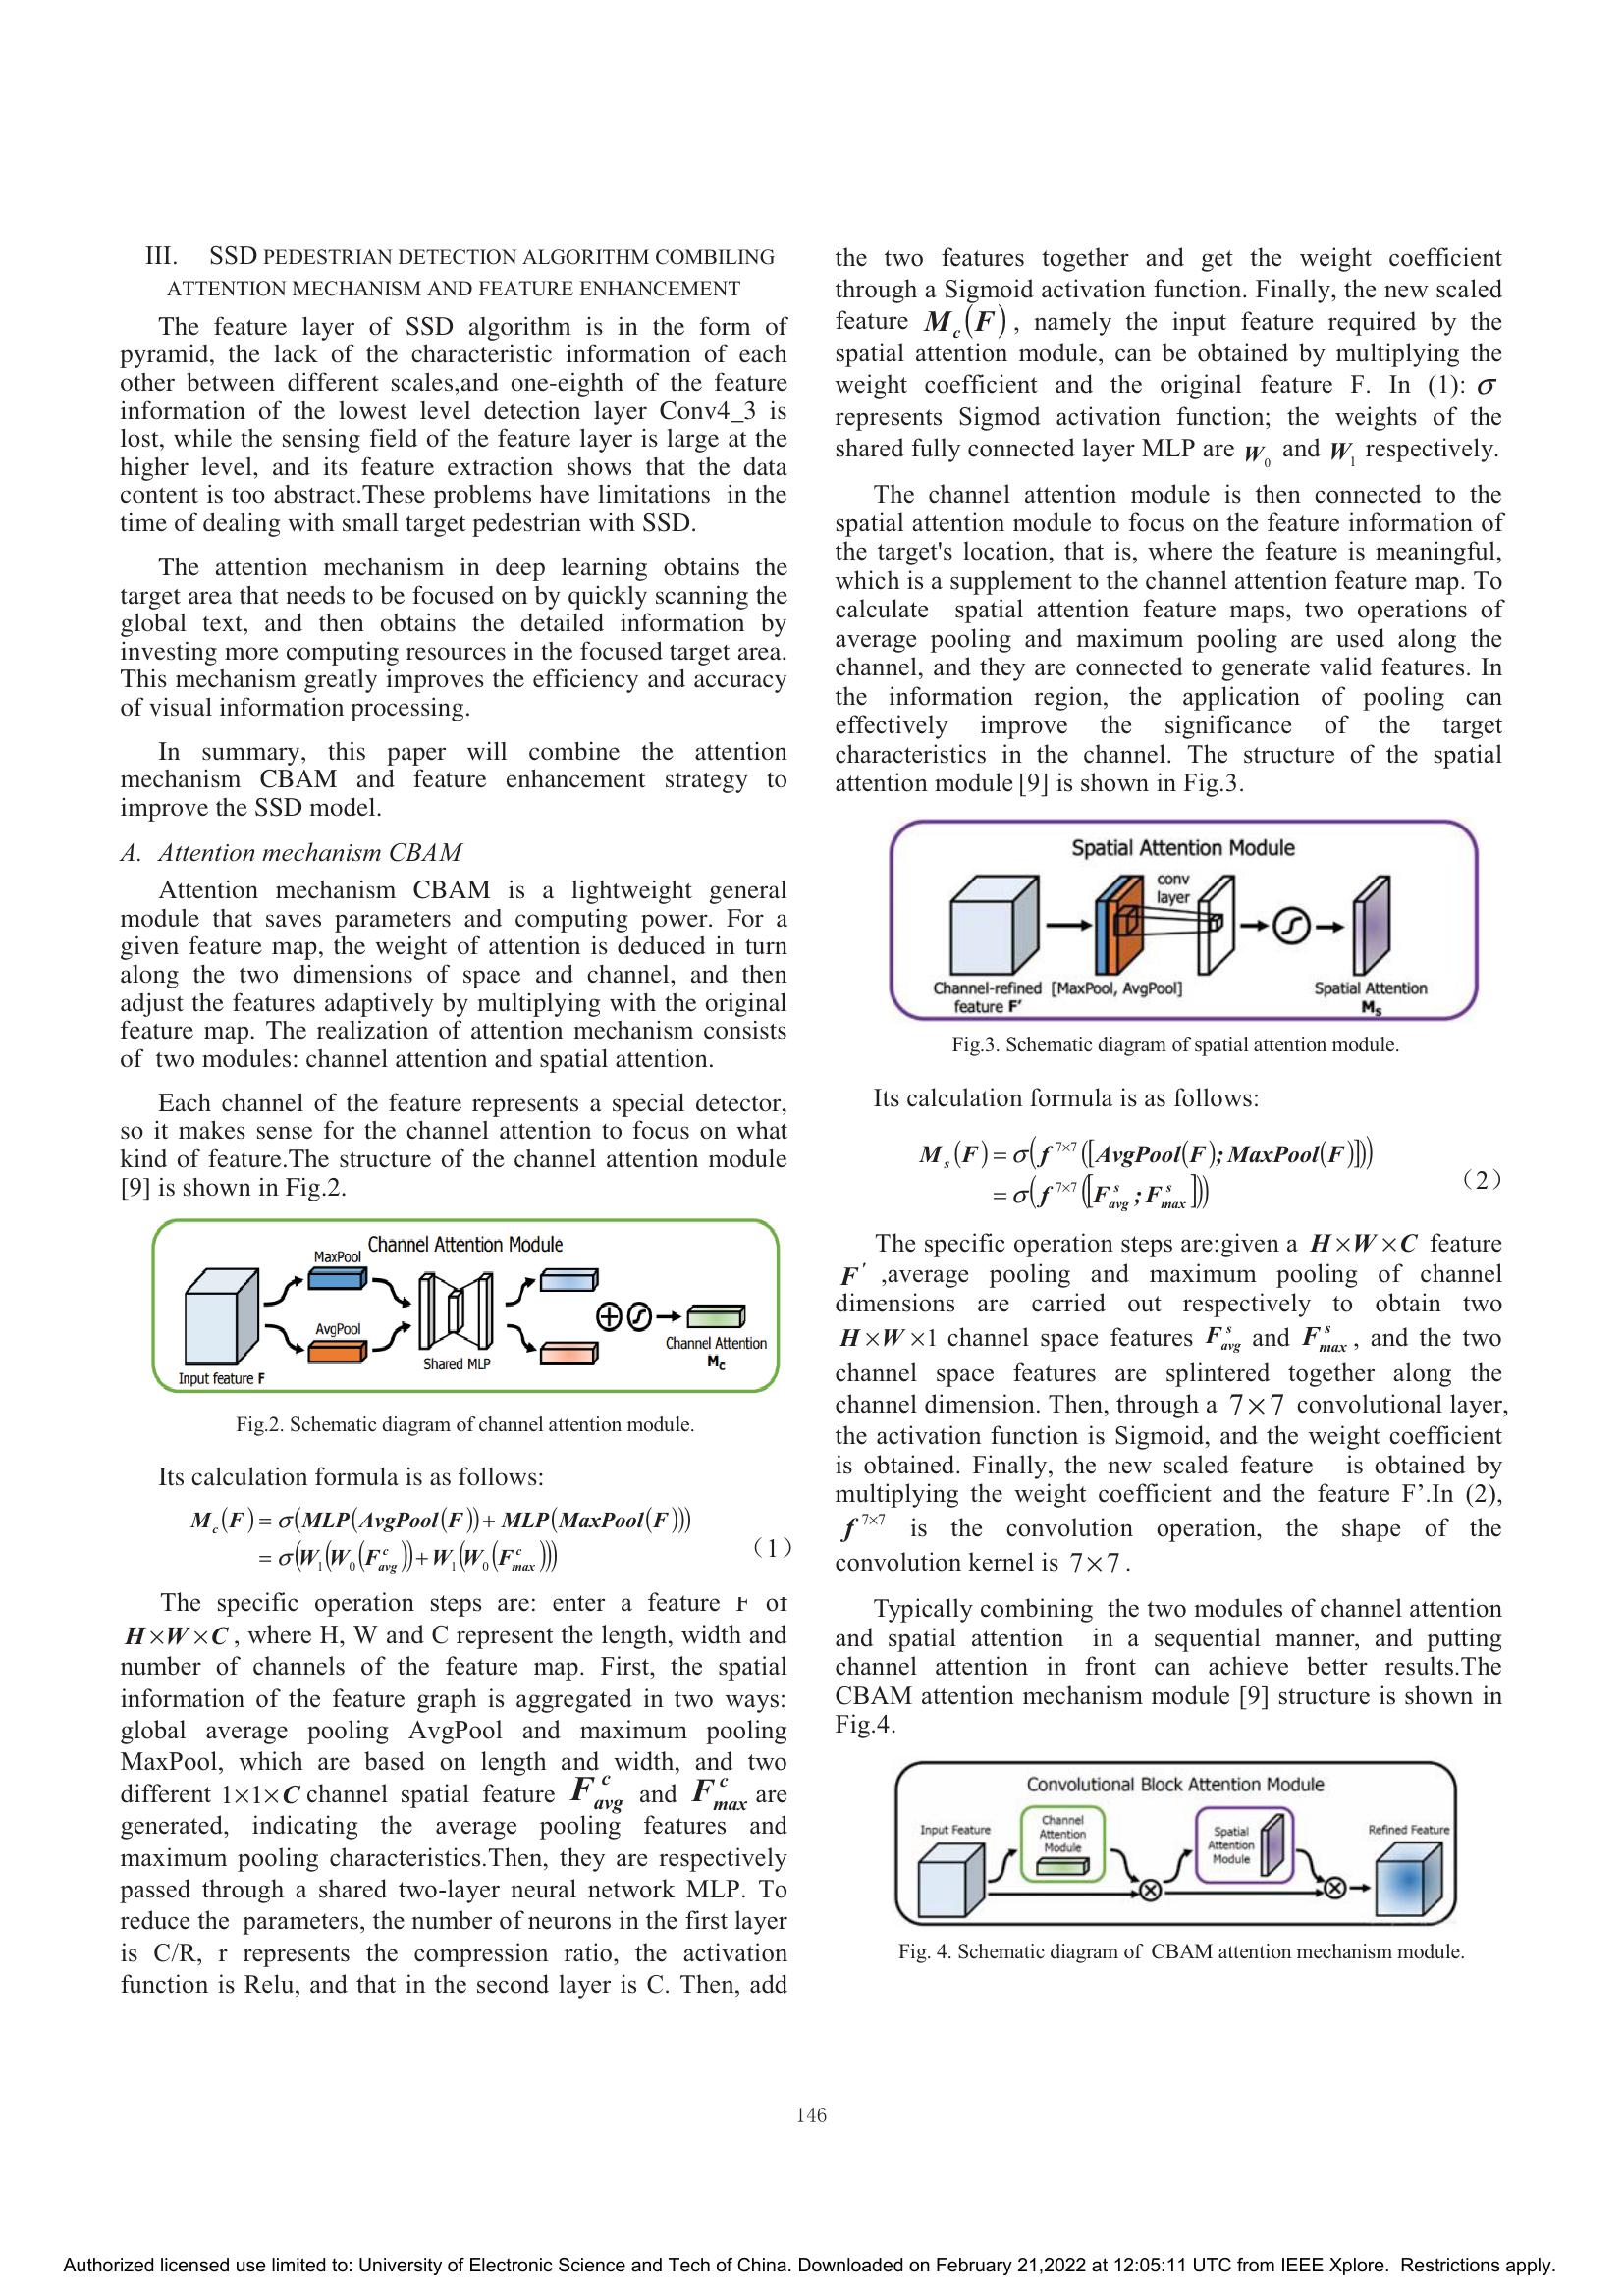 III. SSD PEDESTRIAN DETECTION ALGORITHM COMBILING
ATTENTION MECHANISM AND FEATURE ENHANCEMENT
The feature layer of SSD algorithm is in the form of
pyramid, the lack of the characteristic information of each
other between different scales,and one-eighth of the feature
information of the lowest level detection layer Conv4_3 is
lost, while the sensing field of the feature layer is large at the
higher level, and its feature extraction shows that the data
content is too abstract.These problems have limitations in the
time of dealing with small target pedestrian with SSD.
The attention mechanism in deep learning obtains the
target area that needs to be focused on by quickly scanning the
global text, and then obtains the detailed information by
investing more computing resources in the focused target area.
This mechanism greatly improves the efficiency and accuracy
of visual information processing.
In summary, this paper will combine the attention
mechanism CBAM and feature enhancement strategy to
improve the SSD model.
A. Attention mechanism CBAM
Attention mechanism CBAM is a lightweight general
module that saves parameters and computing power. For a
given feature map, the weight of attention is deduced in turn
along the two dimensions of space and channel, and then
adjust the features adaptively by multiplying with the original
feature map. The realization of attention mechanism consists
of two modules: channel attention and spatial attention.
Each channel of the feature represents a special detector,
so it makes sense for the channel attention to focus on what
kind of feature.The structure of the channel attention module
[9] is shown in Fig.2.
Channel Attention Module
MaxPool
AvgPool
Shared MLP
Channel Attention
Mc
Input feature F
Fig.2. Schematic diagram of channel attention module.
Its calculation formula is as follows:
M_c(F) = σ(MLP(AvgPool(F)) + MLP(MaxPool(F)))
= σ(W_1(W_0(F^c_avg)) + W_1(W_0(F^c_max))) (1)
The specific operation steps are: enter a feature F of
H×W×C, where H, W and C represent the length, width and
number of channels of the feature map. First, the spatial
information of the feature graph is aggregated in two ways:
global average pooling AvgPool and maximum pooling
MaxPool, which are based on length and width, and two
different 1×1×C channel spatial feature F^c_avg and F^c_max are
generated, indicating the average pooling features and
maximum pooling characteristics.Then, they are respectively
passed through a shared two-layer neural network MLP. To
reduce the parameters, the number of neurons in the first layer
is C/R, r represents the compression ratio, the activation
function is Relu, and that in the second layer is C. Then, add
the two features together and get the weight coefficient
through a Sigmoid activation function. Finally, the new scaled
feature M_c(F), namely the input feature required by the
spatial attention module, can be obtained by multiplying the
weight coefficient and the original feature F. In (1): σ
represents Sigmod activation function; the weights of the
shared fully connected layer MLP are W_0 and W_1 respectively.
The channel attention module is then connected to the
spatial attention module to focus on the feature information of
the target's location, that is, where the feature is meaningful,
which is a supplement to the channel attention feature map. To
calculate spatial attention feature maps, two operations of
average pooling and maximum pooling are used along the
channel, and they are connected to generate valid features. In
the information region, the application of pooling can
effectively improve the significance of the target
characteristics in the channel. The structure of the spatial
attention module [9] is shown in Fig.3.
Spatial Attention Module
conv
layer
Channel-refined [MaxPool, AvgPool] Spatial Attention
feature F' Ms
Fig.3. Schematic diagram of spatial attention module.
Its calculation formula is as follows:
M_s(F) = σ(f^7×7([AvgPool(F); MaxPool(F)]))
= σ(f^7×7([F^s_avg; F^s_max])) (2)
The specific operation steps are:given a H×W×C feature
F' ,average pooling and maximum pooling of channel
dimensions are carried out respectively to obtain two
H×W×1 channel space features F^s_avg and F^s_max, and the two
channel space features are splintered together along the
channel dimension. Then, through a 7×7 convolutional layer,
the activation function is Sigmoid, and the weight coefficient
is obtained. Finally, the new scaled feature is obtained by
multiplying the weight coefficient and the feature F’.In (2),
f^7×7 is the convolution operation, the shape of the
convolution kernel is 7×7.
Typically combining the two modules of channel attention
and spatial attention in a sequential manner, and putting
channel attention in front can achieve better results.The
CBAM attention mechanism module [9] structure is shown in
Fig.4.
Convolutional Block Attention Module
Input Feature
Channel
Attention
Module
Spatial
Attention
Module
Refined Feature
Fig. 4. Schematic diagram of CBAM attention mechanism module.
146
Authorized licensed use limited to: University of Electronic Science and Tech of China. Downloaded on February 21,2022 at 12:05:11 UTC from IEEE Xplore. Restrictions apply.